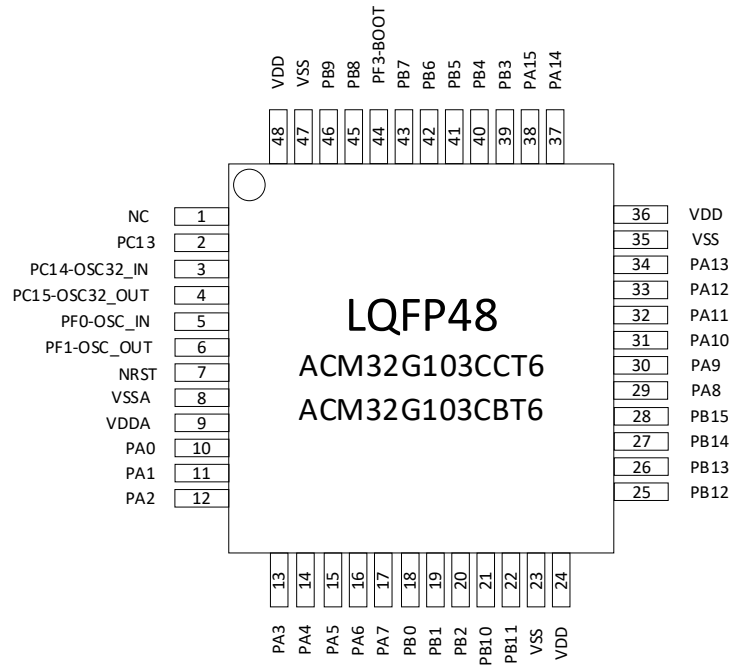 VDD VSS PB9 PB8 PF3-BOOT PB7 PB6 PB5 PB4 PB3 PA15 PA14
48 47 46 45 44 43 42 41 40 39 38 37
NC 1
PC13 2
PC14-OSC32_IN 3
PC15-OSC32_OUT 4
PF0-OSC_IN 5
PF1-OSC_OUT 6
NRST 7
VSSA 8
VDDA 9
PA0 10
PA1 11
PA2 12
LQFP48
ACM32G103CCT6
ACM32G103CBT6
36 VDD
35 VSS
34 PA13
33 PA12
32 PA11
31 PA10
30 PA9
29 PA8
28 PB15
27 PB14
26 PB13
25 PB12
13 14 15 16 17 18 19 20 21 22 23 24
PA3 PA4 PA5 PA6 PA7 PB0 PB1 PB2 PB10 PB11 VSS VDD